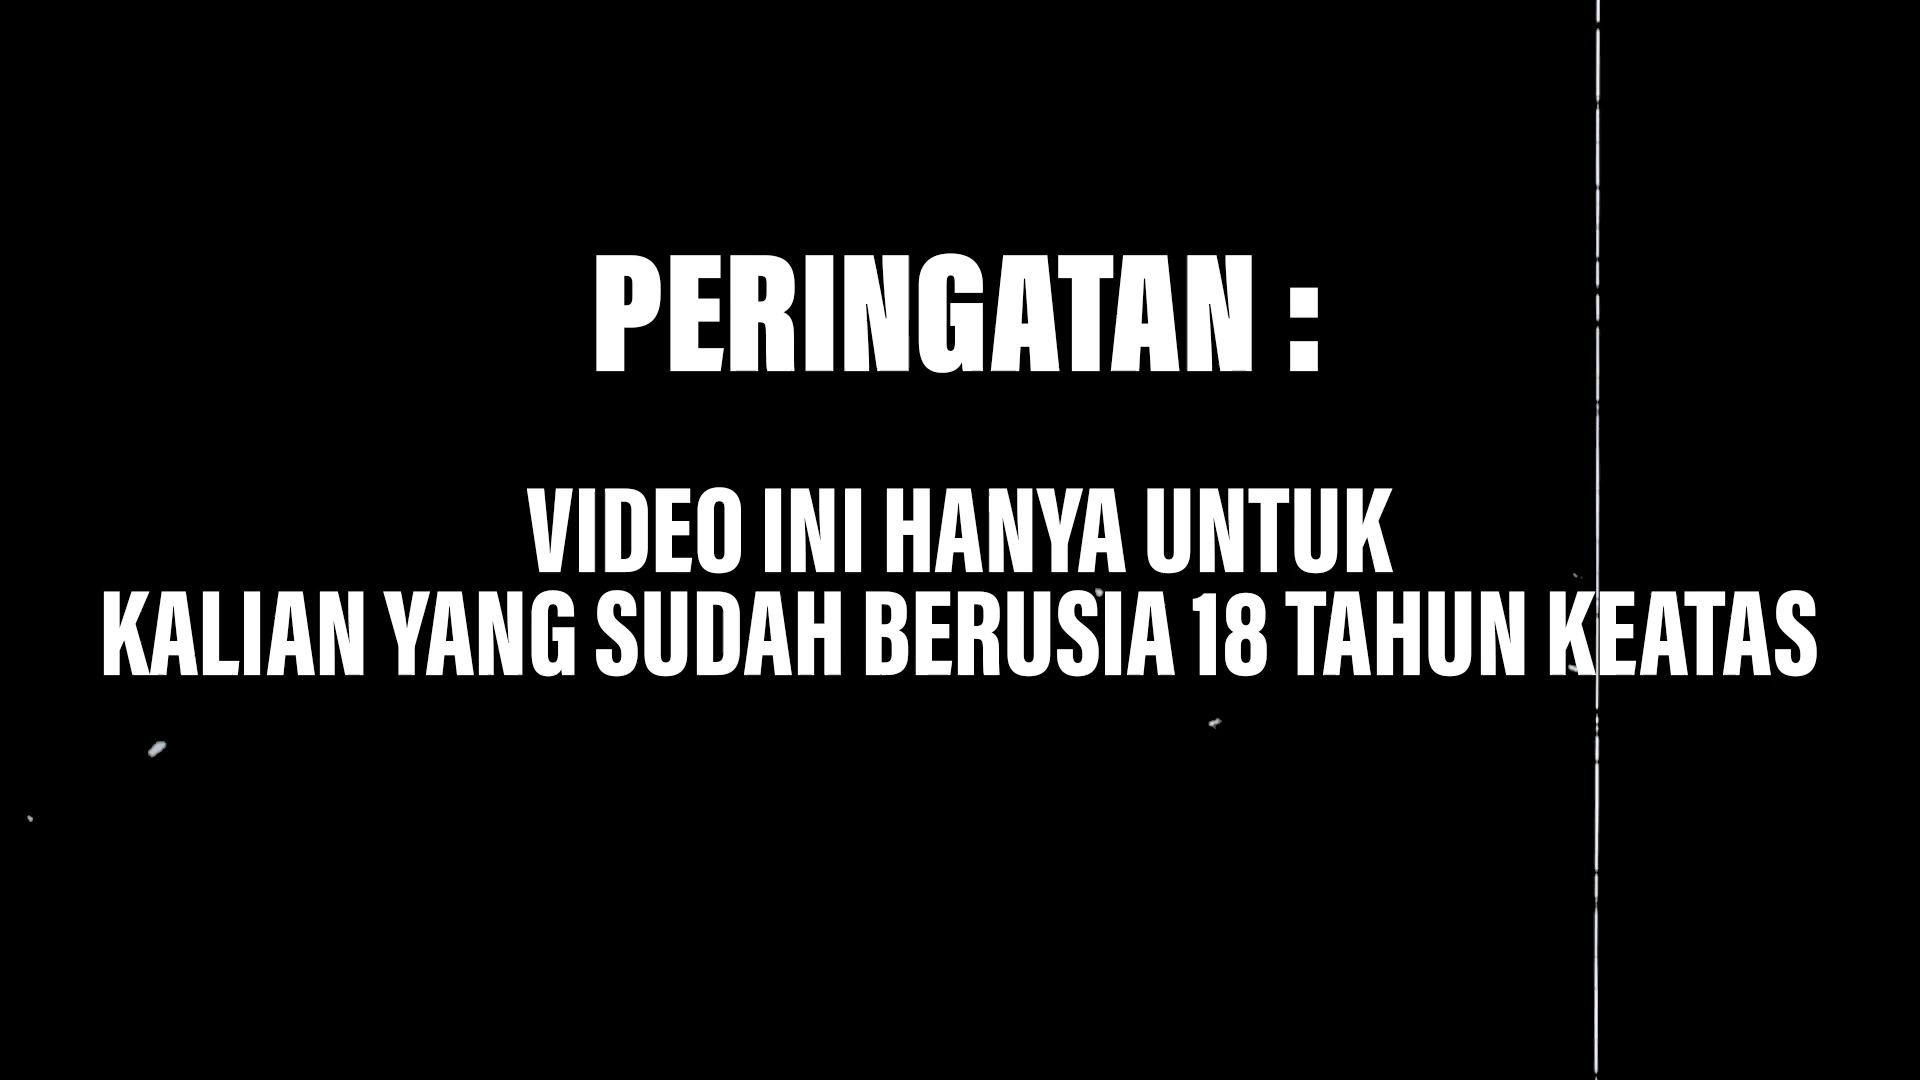 PERINGATAN :
VIDEO INI HANYA UNTUK
KALIAN YANG SUDAH BERUSIA 18 TAHUN KEATAS